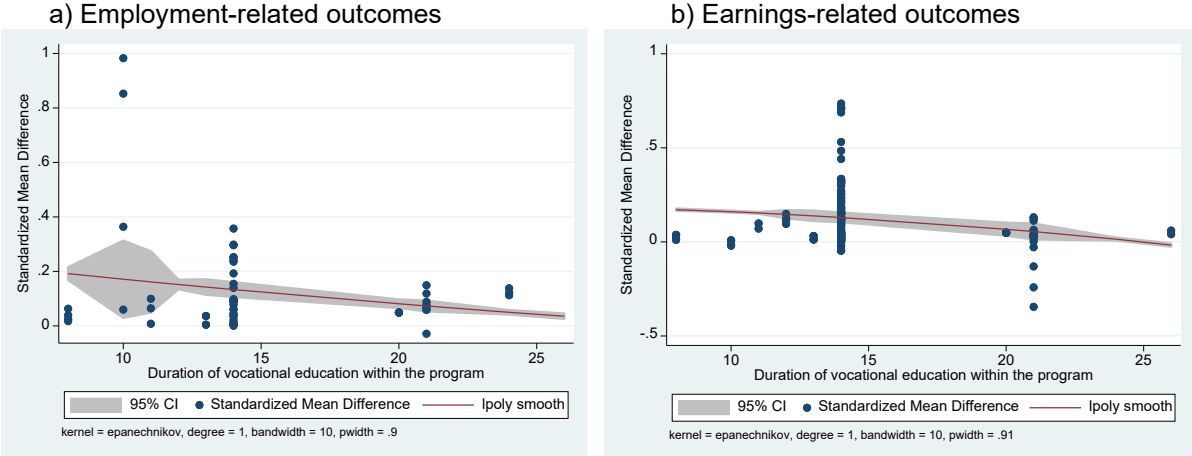 a) Employment-related outcomes
1
.8
.6
.4
.2
0
Standardized Mean Difference
10 15 20 25
Duration of vocational education within the program
95% CI Standardized Mean Difference lpoly smooth
kernel = epanechnikov, degree = 1, bandwidth = 10, pwidth = .9
b) Earnings-related outcomes
1
.5
0
-.5
Standardized Mean Difference
10 15 20 25
Duration of vocational education within the program
95% CI Standardized Mean Difference lpoly smooth
kernel = epanechnikov, degree = 1, bandwidth = 10, pwidth = .91